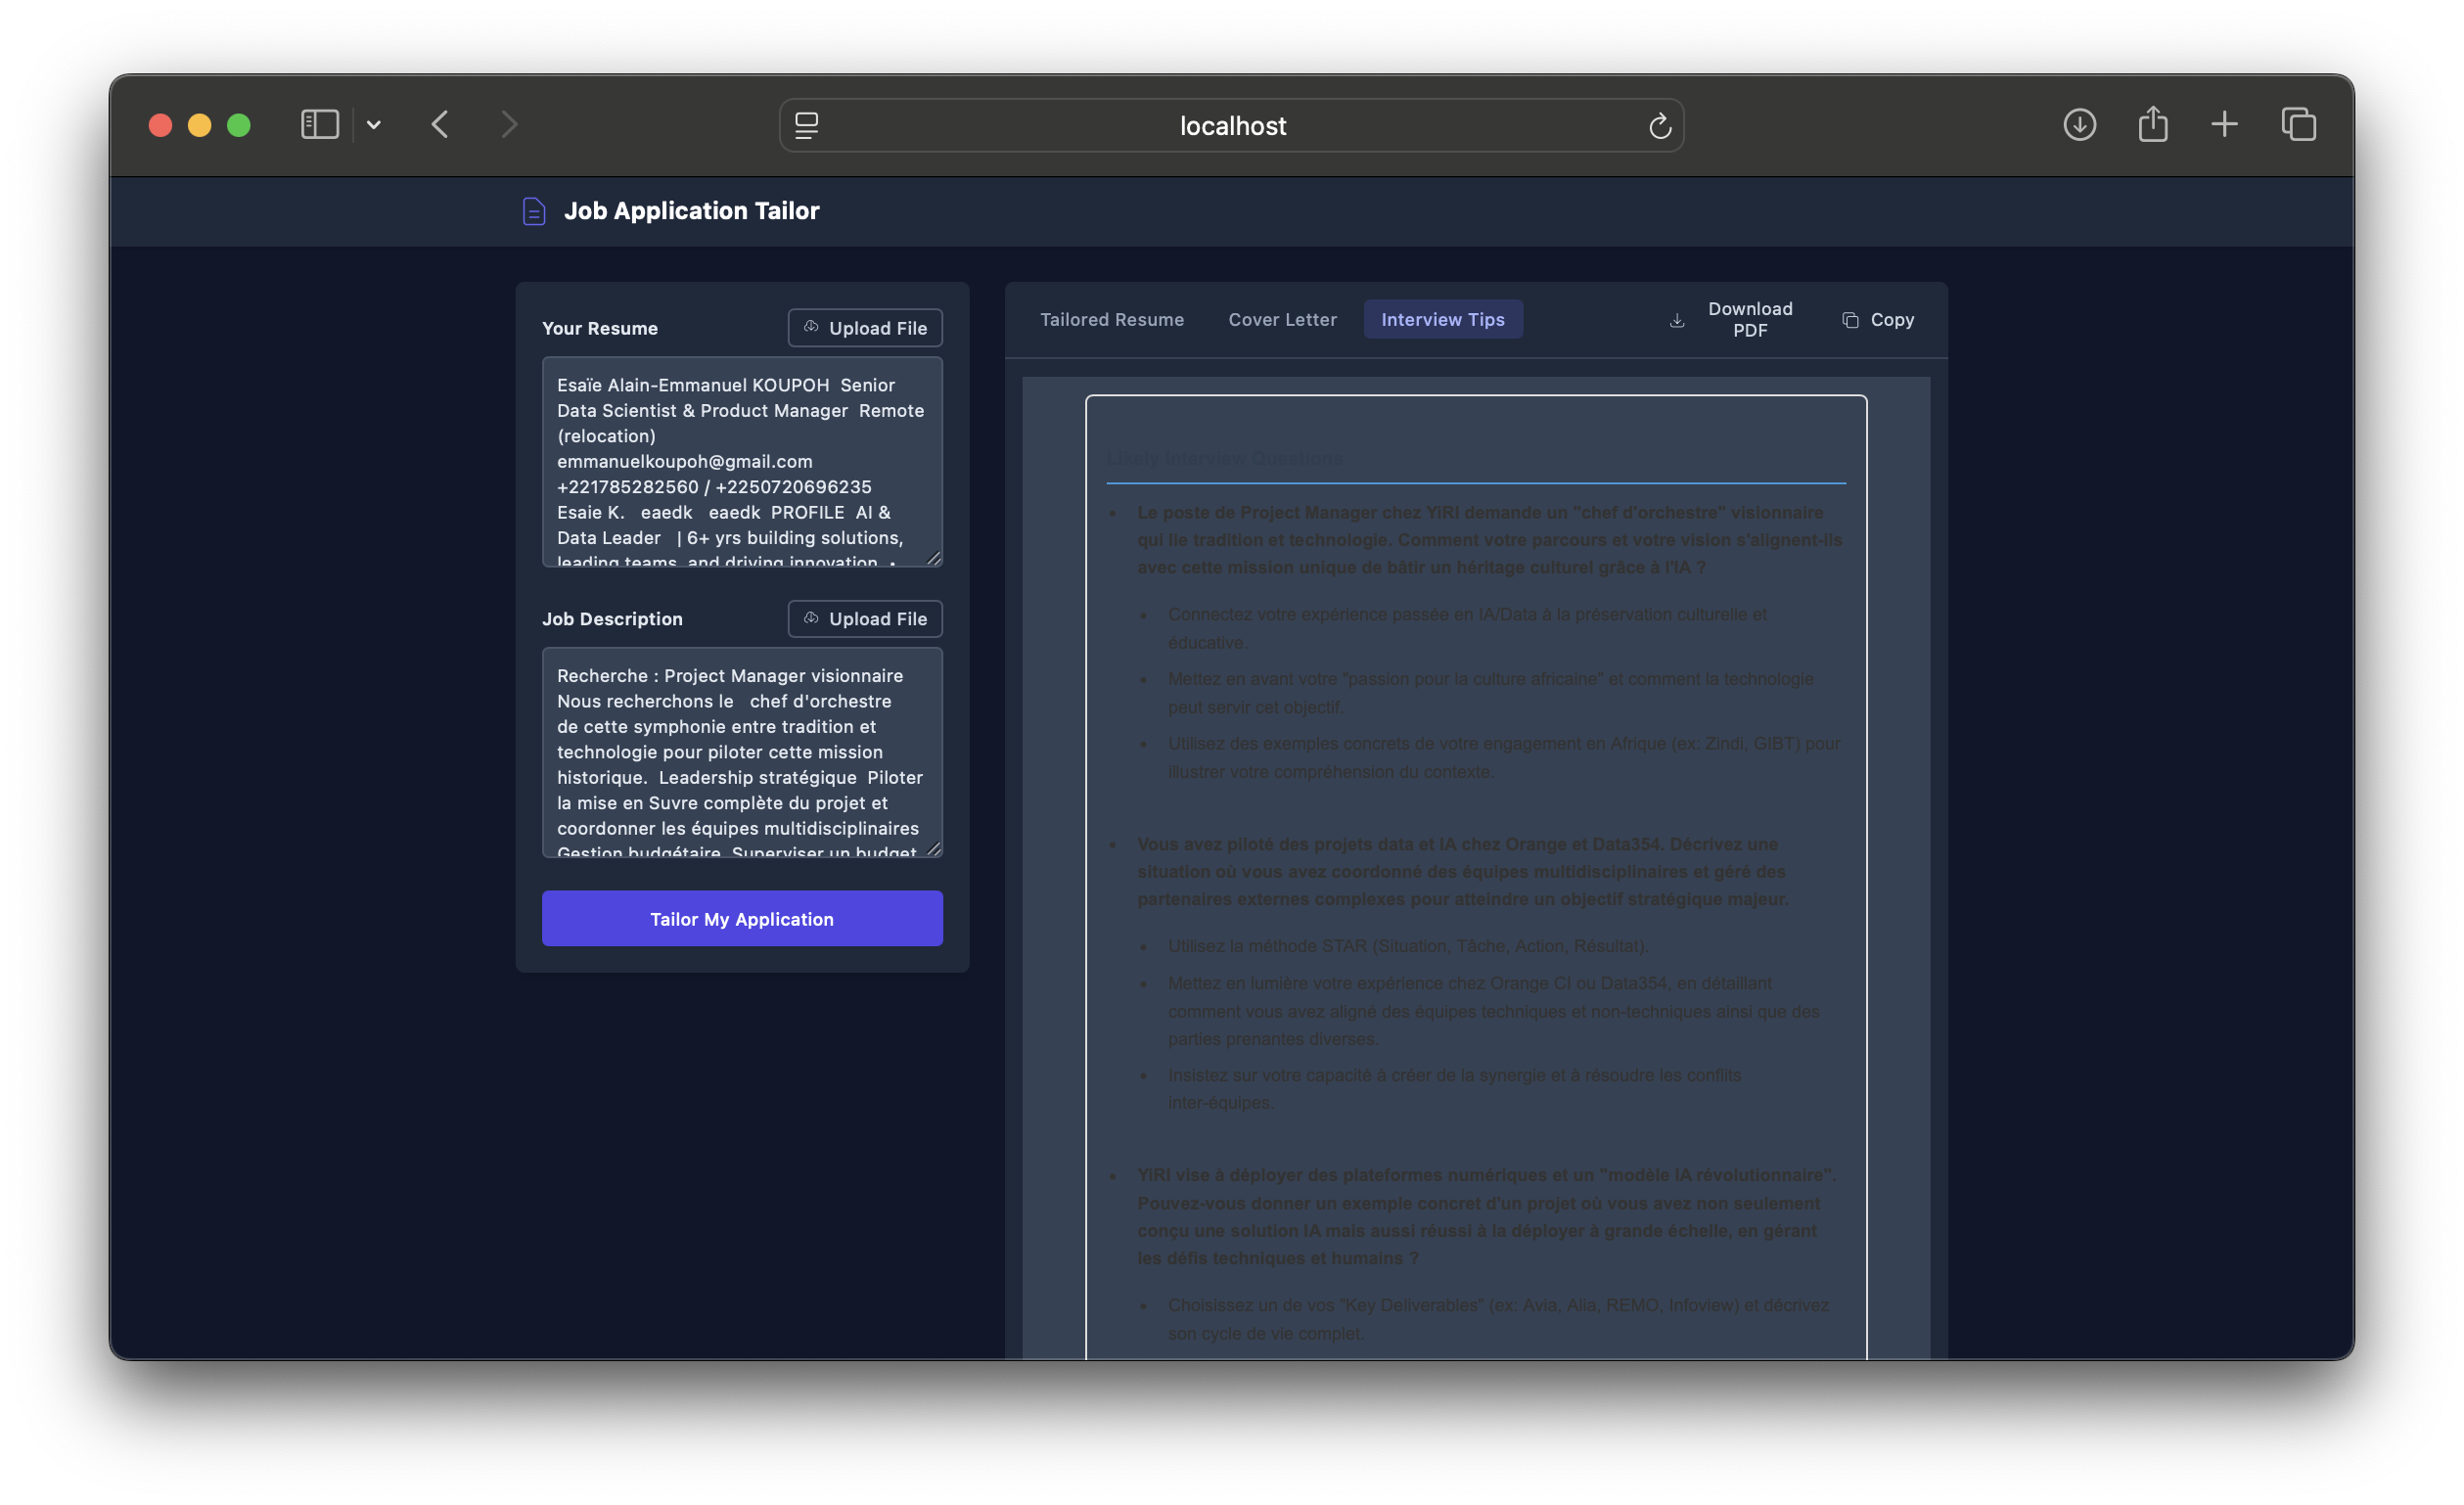 localhost
Job Application Tailor
Your Resume
Upload File
Esaïe Alain-Emmanuel KOUPOH  Senior
Data Scientist & Product Manager  Remote
(relocation)
emmanuelkoupoh@gmail.com
+221785282560 / +2250720696235
Esaie K.   eaedk   eaedk  PROFILE  AI &
Data Leader   | 6+ yrs building solutions,
leading teams, and driving innovation. •
Job Description
Upload File
Recherche : Project Manager visionnaire
Nous recherchons le   chef d'orchestre
de cette symphonie entre tradition et
technologie pour piloter cette mission
historique.  Leadership stratégique  Piloter
la mise en Suvre complète du projet et
coordonner les équipes multidisciplinaires
Gestion budgétaire  Superviser un budget
Tailor My Application
Tailored Resume
Cover Letter
Interview Tips
Download
PDF
Copy
Likely Interview Questions
• Le poste de Project Manager chez YiRI demande un "chef d'orchestre" visionnaire
qui lie tradition et technologie. Comment votre parcours et votre vision s'alignent-ils
avec cette mission unique de bâtir un héritage culturel grâce à l'IA ?
• Connectez votre expérience passée en IA/Data à la préservation culturelle et
éducative.
• Mettez en avant votre "passion pour la culture africaine" et comment la technologie
peut servir cet objectif.
• Utilisez des exemples concrets de votre engagement en Afrique (ex: Zindi, GIBT) pour
illustrer votre compréhension du contexte.
• Vous avez piloté des projets data et IA chez Orange et Data354. Décrivez une
situation où vous avez coordonné des équipes multidisciplinaires et géré des
partenaires externes complexes pour atteindre un objectif stratégique majeur.
• Utilisez la méthode STAR (Situation, Tâche, Action, Résultat).
• Mettez en lumière votre expérience chez Orange CI ou Data354, en détaillant
comment vous avez aligné des équipes techniques et non-techniques ainsi que des
parties prenantes diverses.
• Insistez sur votre capacité à créer de la synergie et à résoudre les conflits
inter-équipes.
• YiRI vise à déployer des plateformes numériques et un "modèle IA révolutionnaire".
Pouvez-vous donner un exemple concret d'un projet où vous avez non seulement
conçu une solution IA mais aussi réussi à la déployer à grande échelle, en gérant
les défis techniques et humains ?
• Choisissez un de vos "Key Deliverables" (ex: Avia, Alia, REMO, Infoview) et décrivez
son cycle de vie complet.